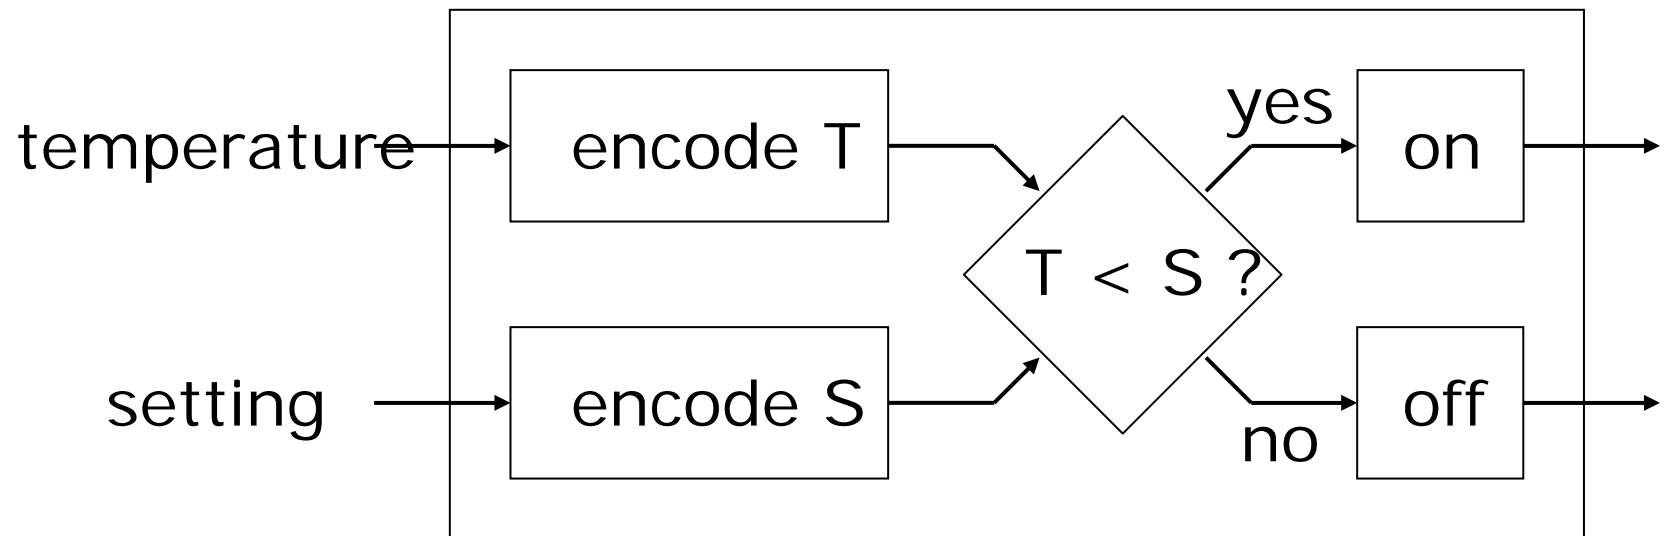 temperature
encode T
yes
on
T < S ?
setting
encode S
no
off